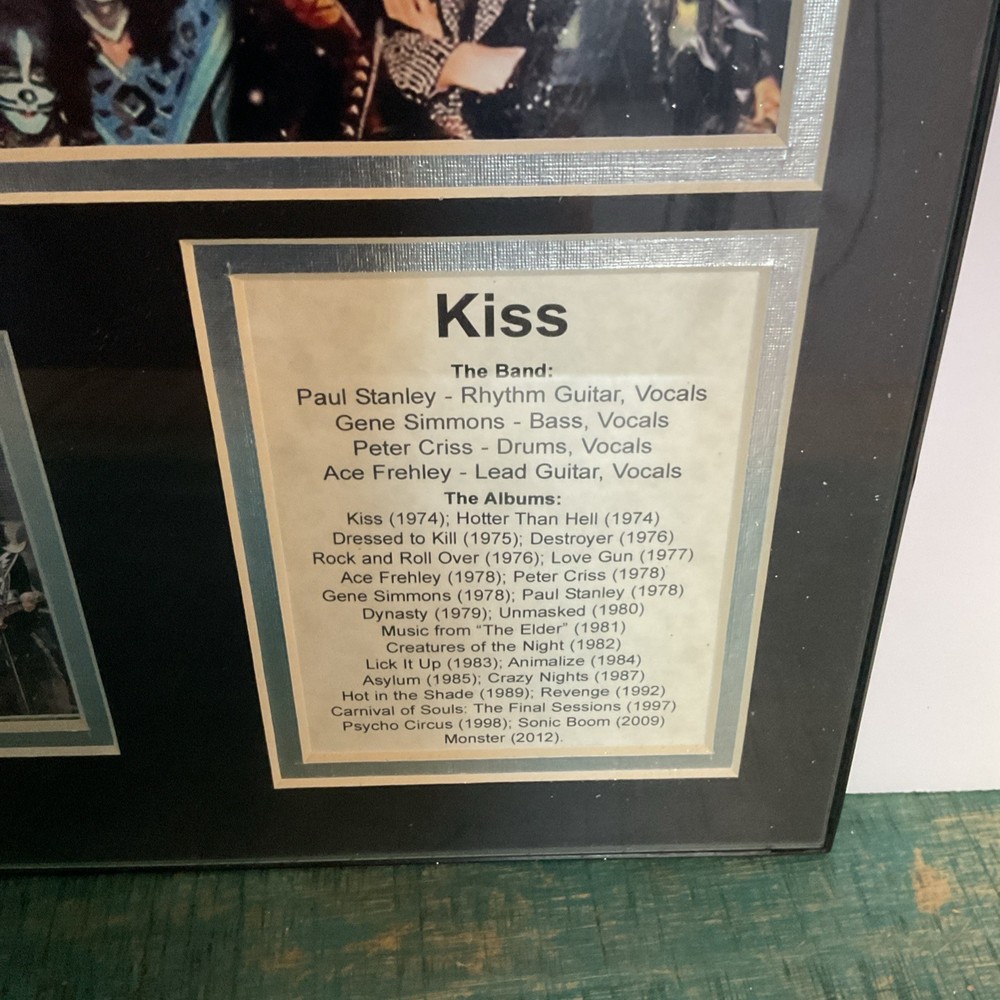 Kiss
The Band:
Paul Stanley - Rhythm Guitar, Vocals
Gene Simmons - Bass, Vocals
Peter Criss - Drums, Vocals
Ace Frehley - Lead Guitar, Vocals
The Albums:
Kiss (1974); Hotter Than Hell (1974)
Dressed to Kill (1975); Destroyer (1976)
Rock and Roll Over (1976); Love Gun (1977)
Ace Frehley (1978); Peter Criss (1978)
Gene Simmons (1978); Paul Stanley (1978)
Dynasty (1979); Unmasked (1980)
Music from “The Elder” (1981)
Creatures of the Night (1982)
Lick It Up (1983); Animalize (1984)
Asylum (1985); Crazy Nights (1987)
Hot in the Shade (1989); Revenge (1992)
Carnival of Souls: The Final Sessions (1997)
Psycho Circus (1998); Sonic Boom (2009)
Monster (2012).